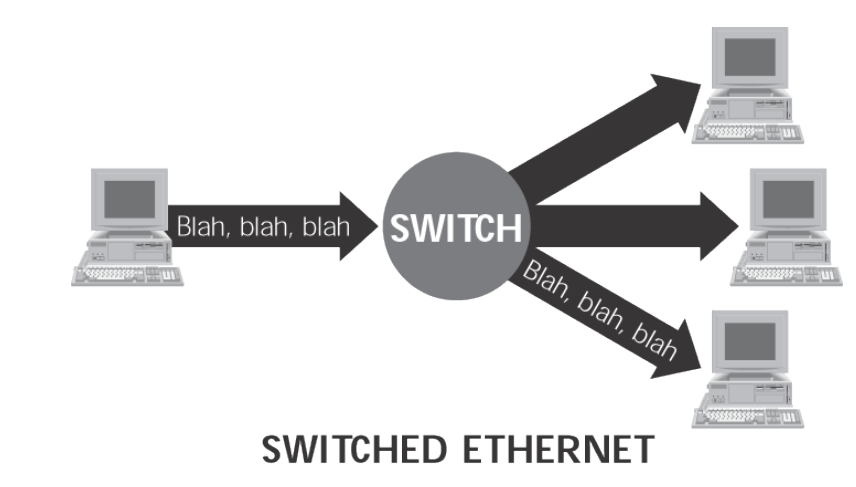 Blah, blah, blah
SWITCH
Blah, blah, blah
SWITCHED ETHERNET